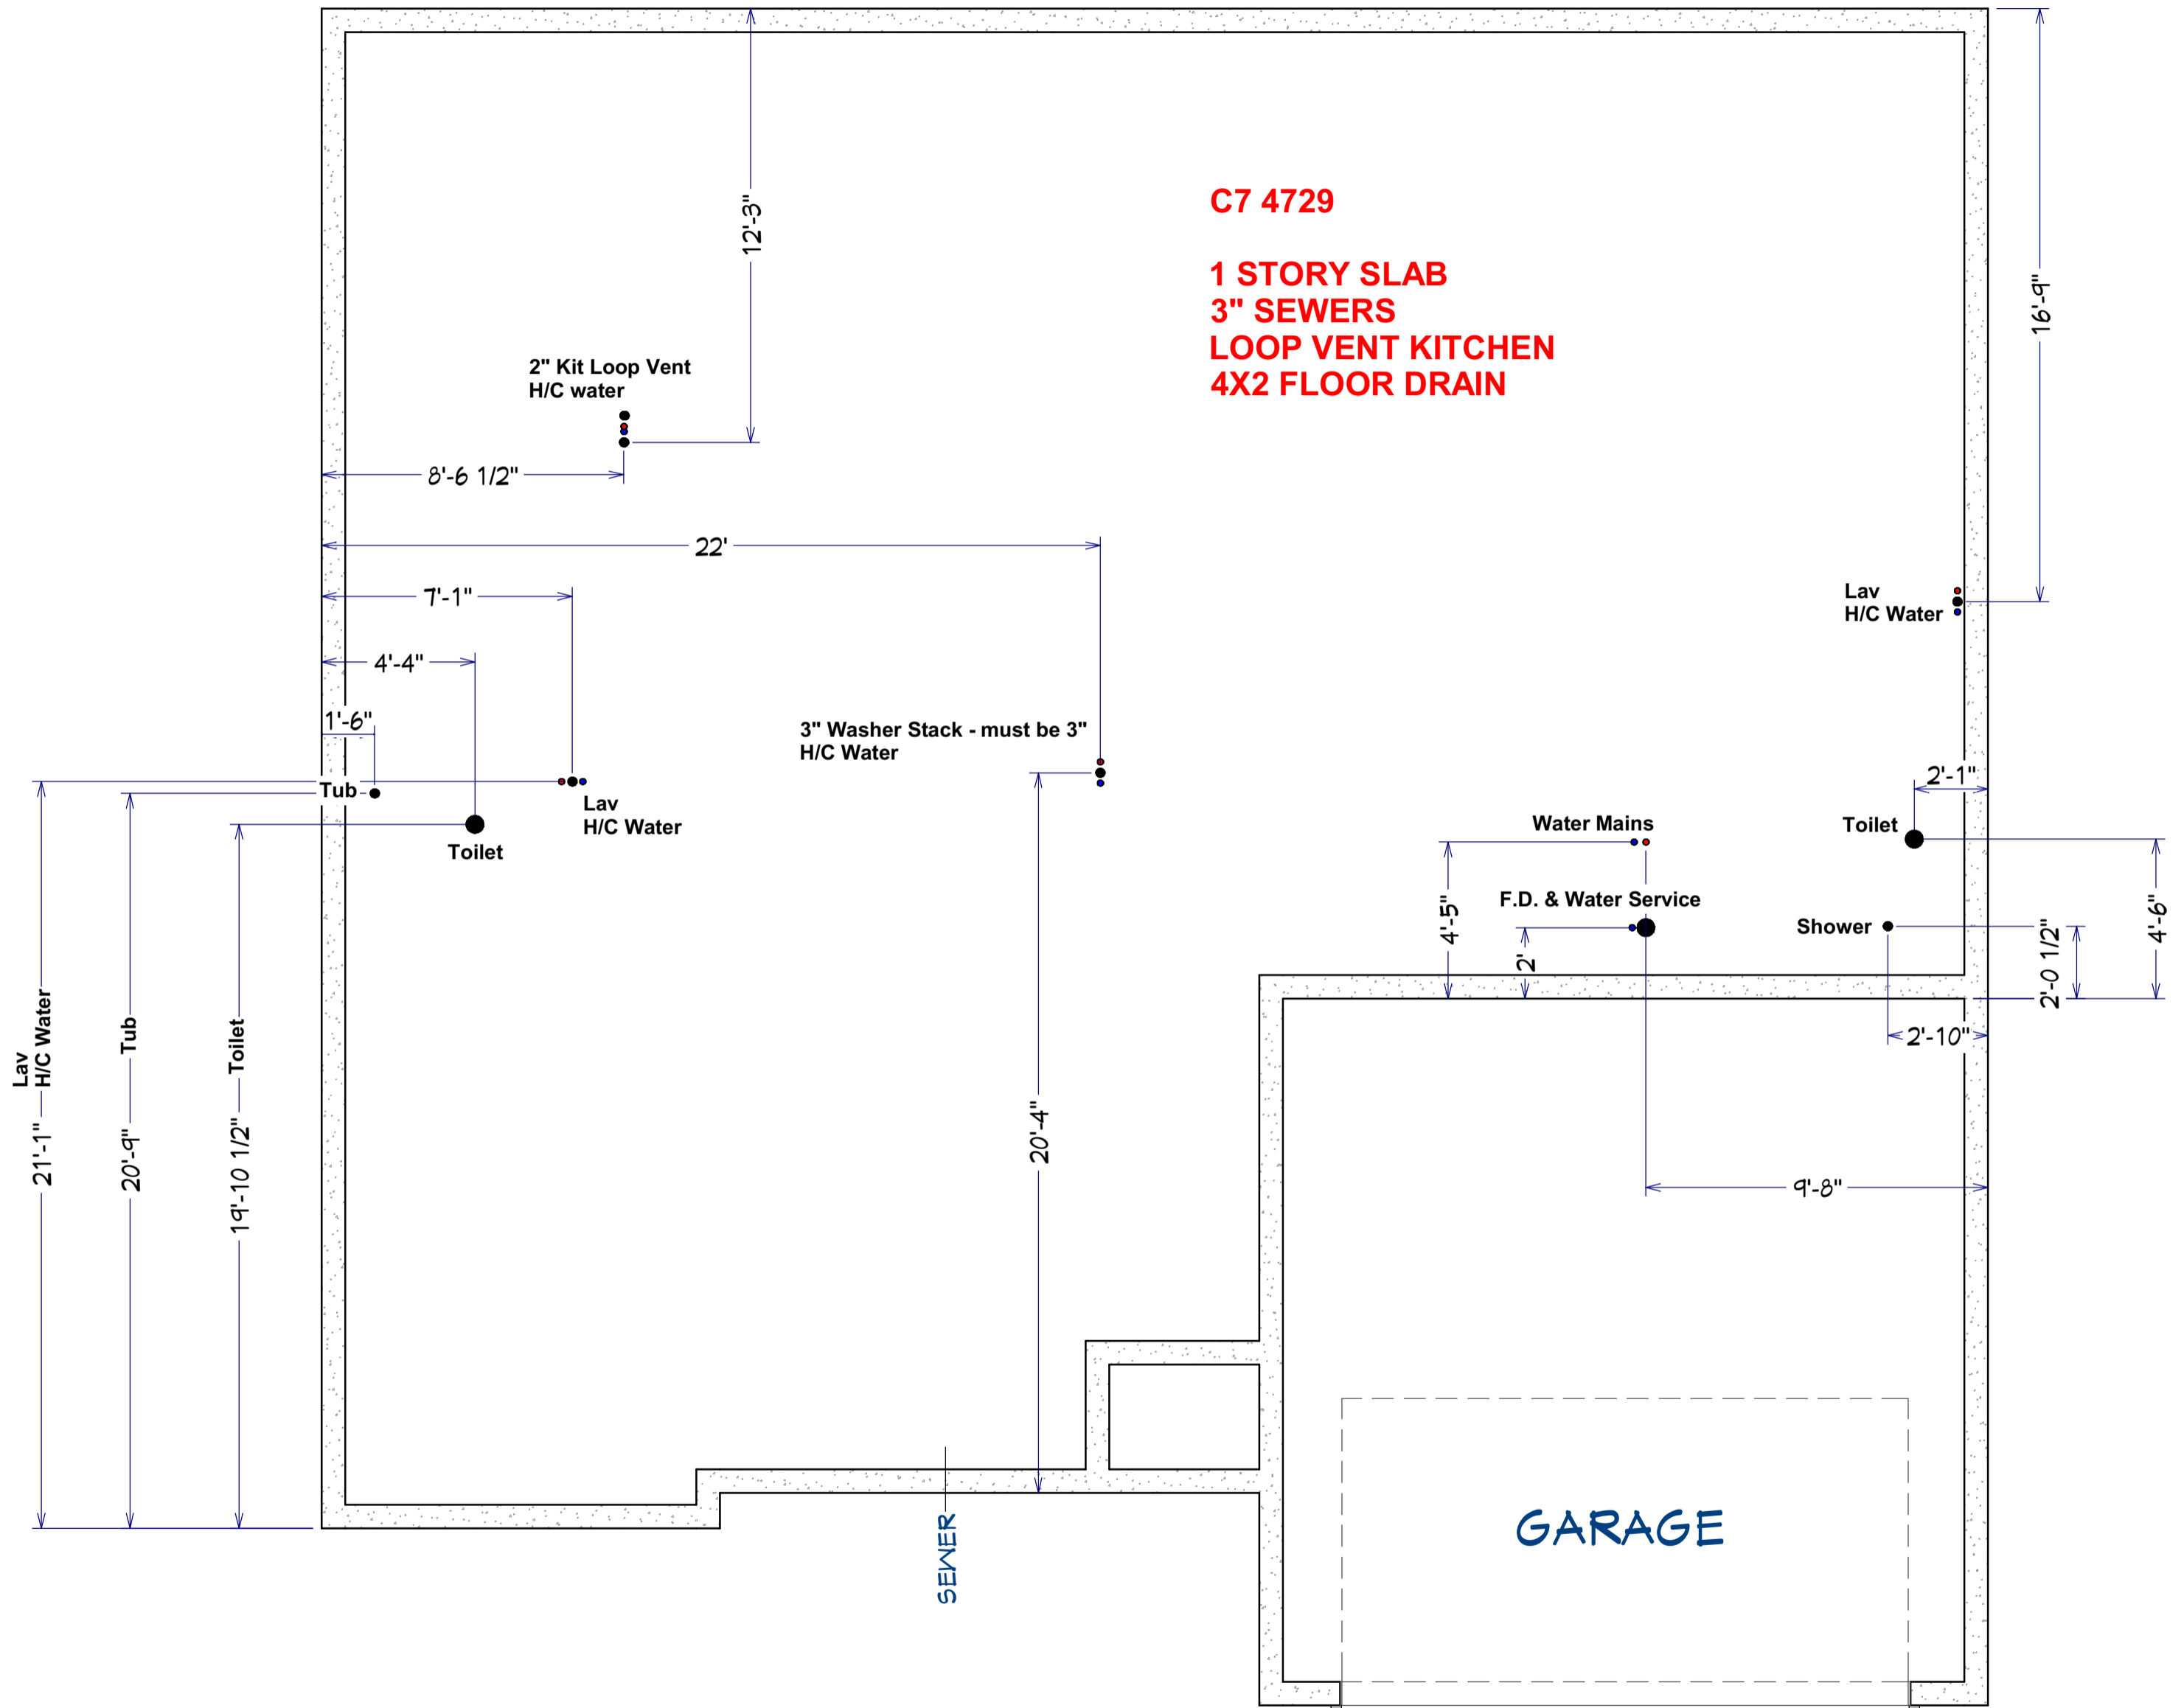 12'-3"
C7 4729
1 STORY SLAB
3" SEWERS
LOOP VENT KITCHEN
4X2 FLOOR DRAIN
16'-9"
2" Kit Loop Vent
H/C water
8'-6 1/2"
22'
7'-1"
Lav
H/C Water
4'-4"
1'-6"
3" Washer Stack - must be 3"
H/C Water
2'-1"
Tub
Lav
H/C Water
Toilet
Water Mains
Toilet
F.D. & Water Service
4'-5"
2'
Shower
2'-0 1/2"
4'-6"
2'-10"
Lav
H/C Water
21'-1"
Tub
20'-9"
Toilet
19'-10 1/2"
20'-4"
9'-8"
SEWER
GARAGE